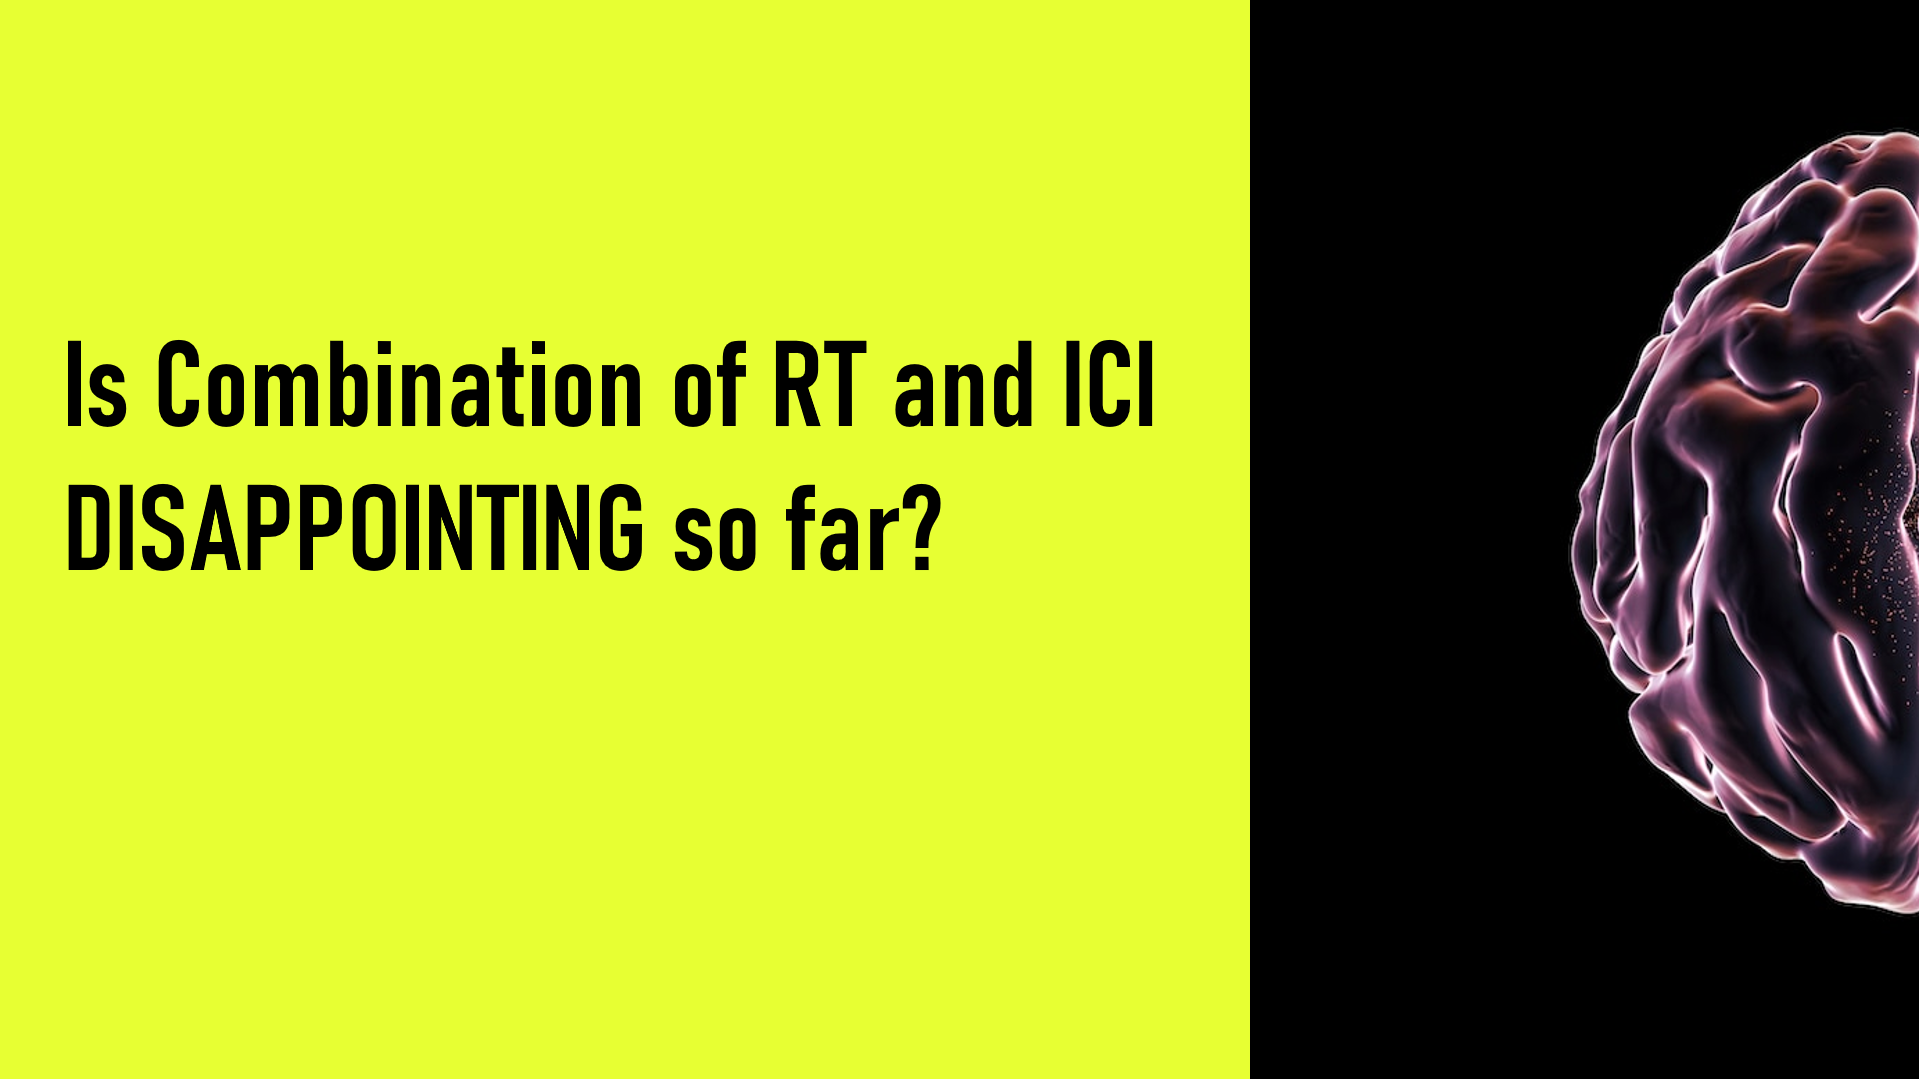 Is Combination of RT and ICI
DISAPPOINTING so far?